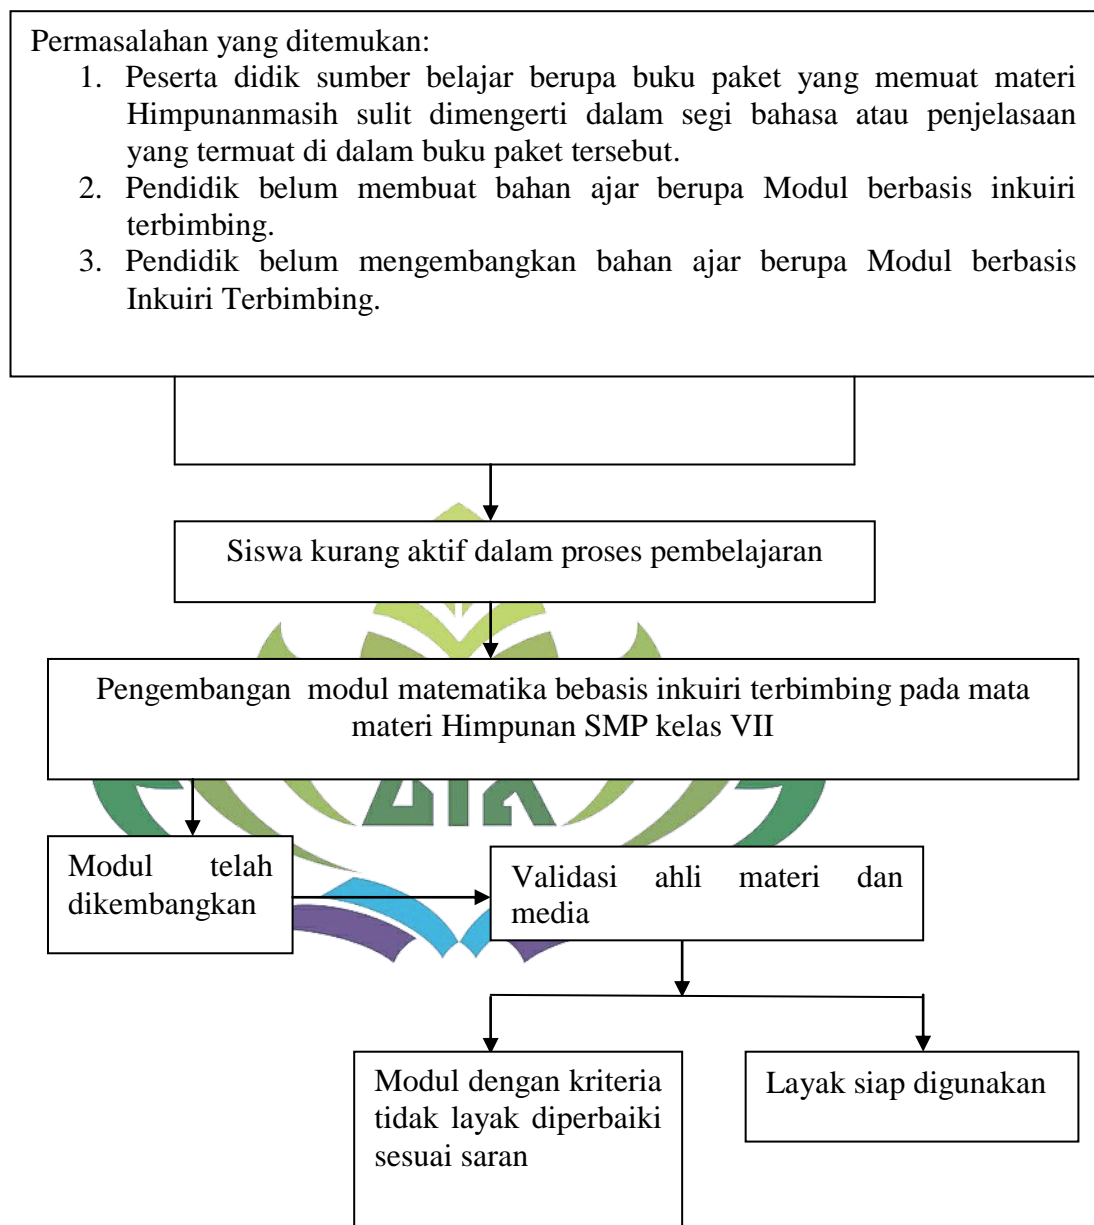 Permasalahan yang ditemukan:
1. Peserta didik sumber belajar berupa buku paket yang memuat materi
Himpunanmasih sulit dimengerti dalam segi bahasa atau penjelasaan
yang termuat di dalam buku paket tersebut.
2. Pendidik belum membuat bahan ajar berupa Modul berbasis inkuiri
terbimbing.
3. Pendidik belum mengembangkan bahan ajar berupa Modul berbasis
Inkuiri Terbimbing.
Siswa kurang aktif dalam proses pembelajaran
Pengembangan modul matematika bebasis inkuiri terbimbing pada mata
materi Himpunan SMP kelas VII
Modul telah
dikembangkan
Validasi ahli materi dan
media
Modul dengan kriteria
tidak layak diperbaiki
sesuai saran
Layak siap digunakan